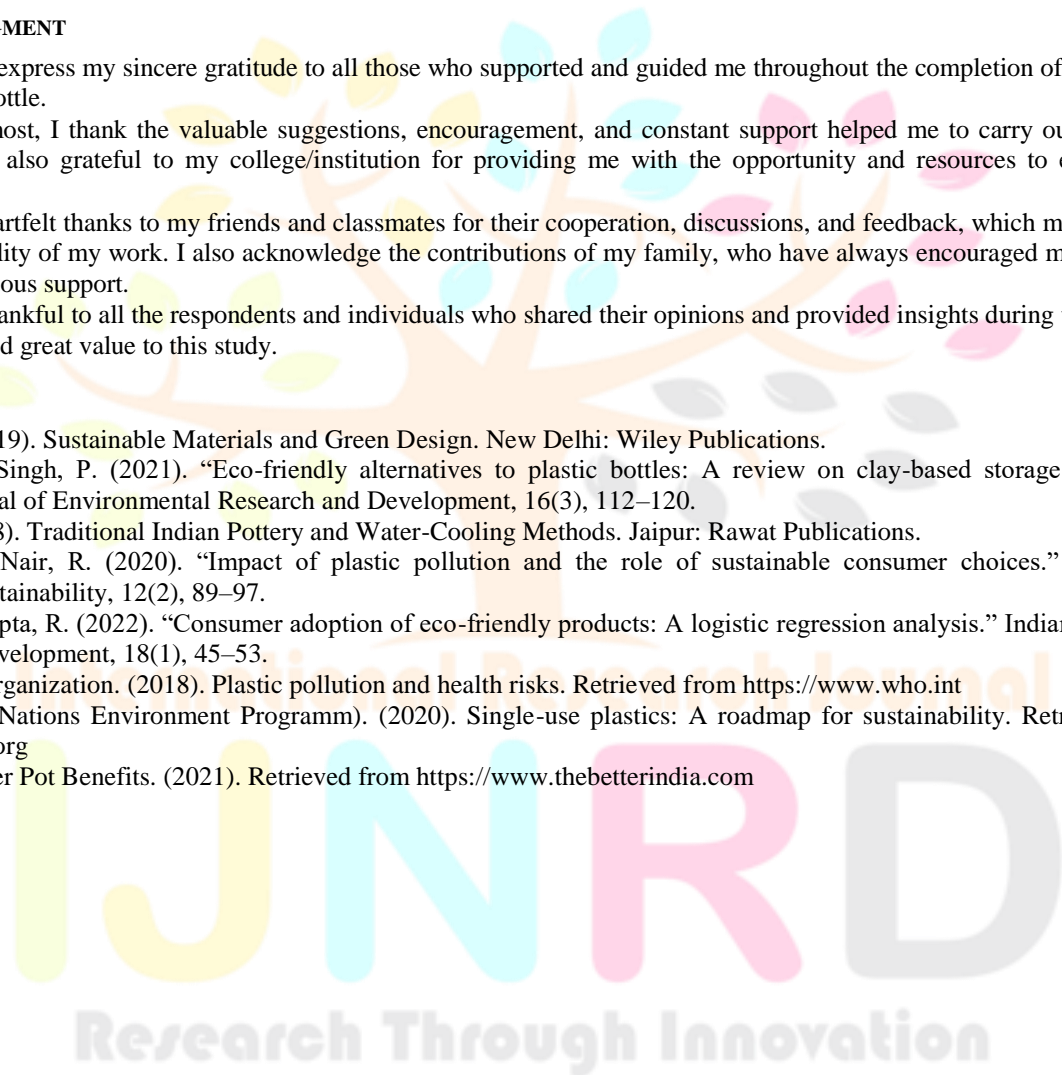 GMENT
express my sincere gratitude to all those who supported and guided me throughout the completion of
ottle.
nost, I thank the valuable suggestions, encouragement, and constant support helped me to carry ou
also grateful to my college/institution for providing me with the opportunity and resources to e
artfelt thanks to my friends and classmates for their cooperation, discussions, and feedback, which m
lity of my work. I also acknowledge the contributions of my family, who have always encouraged m
ous support.
ankful to all the respondents and individuals who shared their opinions and provided insights during
d great value to this study.
19). Sustainable Materials and Green Design. New Delhi: Wiley Publications.
Singh, P. (2021). “Eco-friendly alternatives to plastic bottles: A review on clay-based storage
al of Environmental Research and Development, 16(3), 112–120.
8). Traditional Indian Pottery and Water-Cooling Methods. Jaipur: Rawat Publications.
Nair, R. (2020). “Impact of plastic pollution and the role of sustainable consumer choices.”
tainability, 12(2), 89–97.
pta, R. (2022). “Consumer adoption of eco-friendly products: A logistic regression analysis.” Indian
velopment, 18(1), 45–53.
International Research Journal
rganization. (2018). Plastic pollution and health risks. Retrieved from https://www.who.int
Nations Environment Programm). (2020). Single-use plastics: A roadmap for sustainability. Retr
org
er Pot Benefits. (2021). Retrieved from https://www.thebetterindia.com
IJNRD
Research Through Innovation